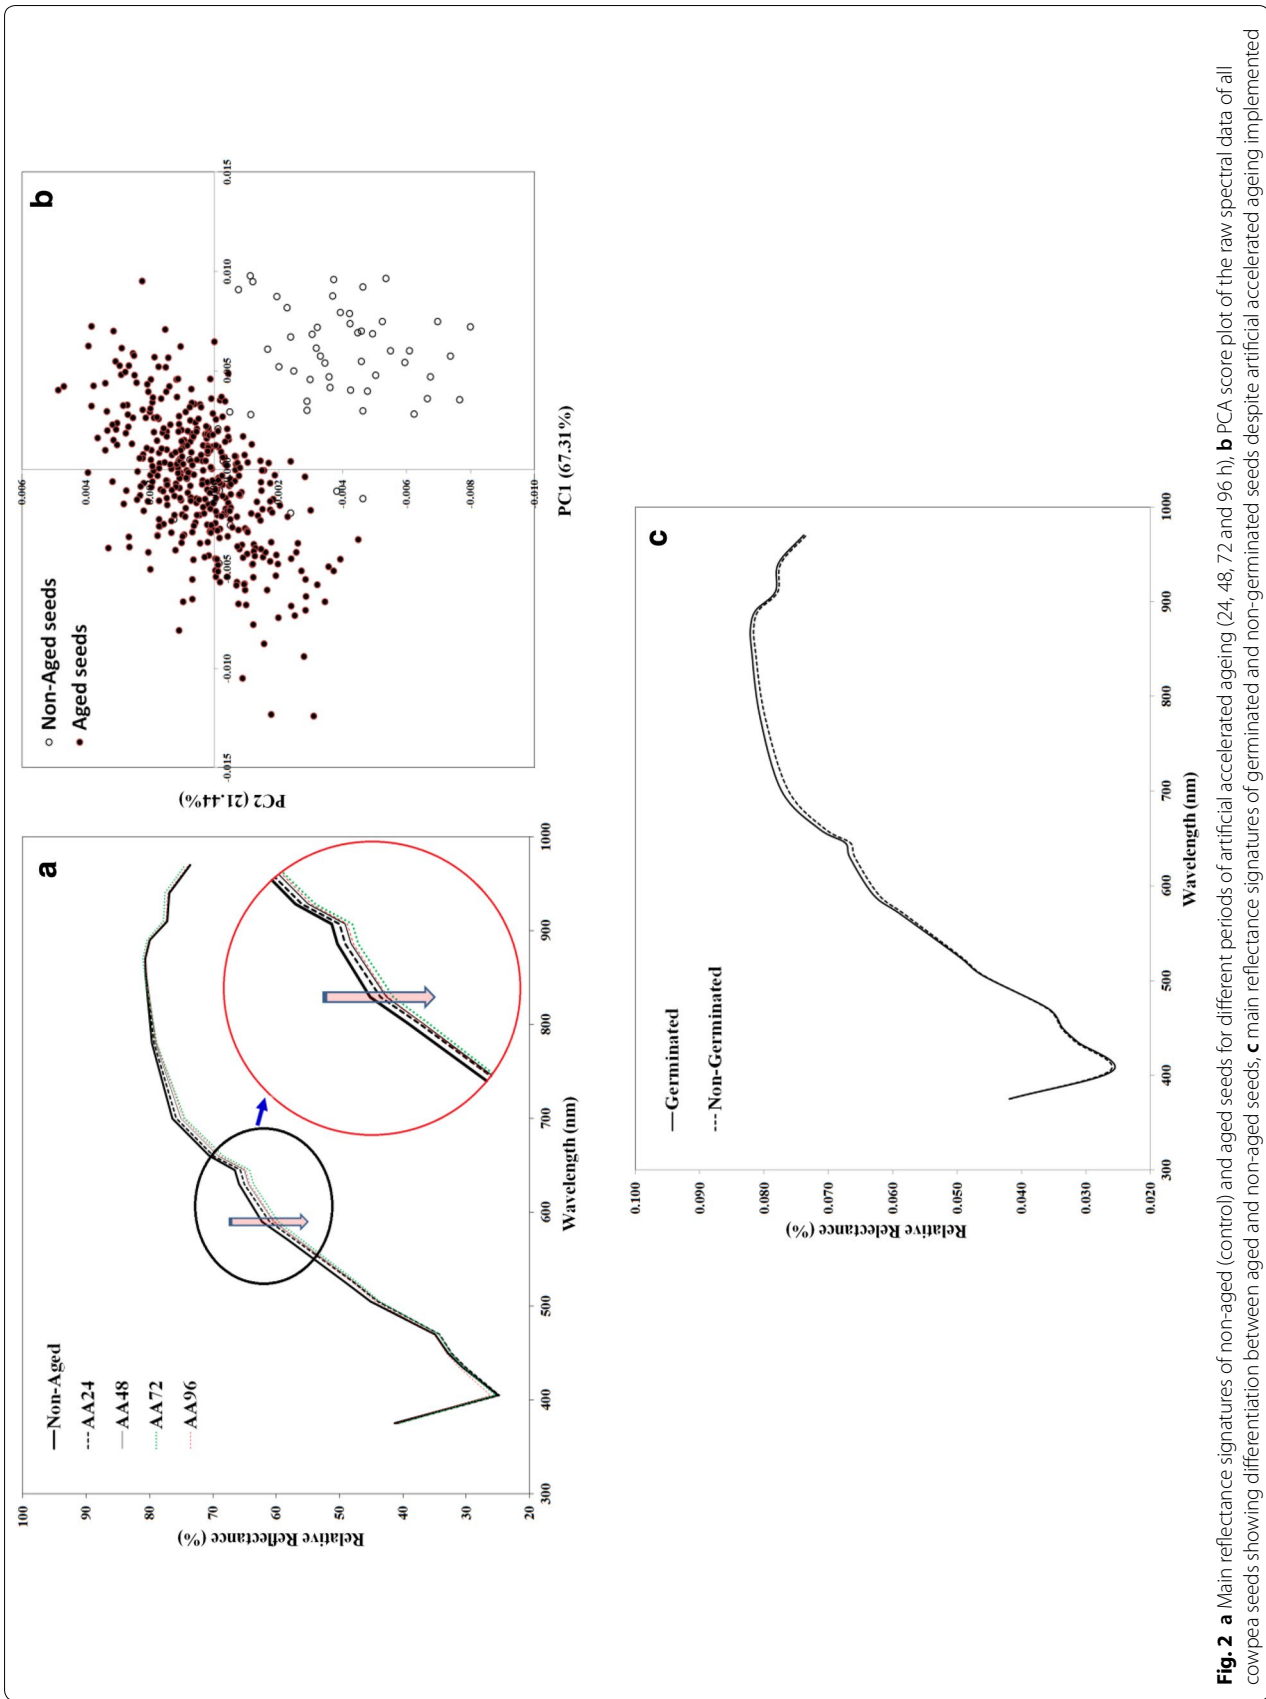 a
Non-Aged
AA24
AA48
AA72
AA96
100
90
80
70
60
50
40
30
20
Relative Reflectance (%)
300
400
500
600
700
800
900
1000
Wavelength (nm)
b
Non-Aged seeds
Aged seeds
0.006
0.004
-0.004
-0.006
-0.008
-0.010
-0.015
-0.010
0.005
0.010
0.015
PC2 (21.44%)
PC1 (67.31%)
c
Germinated
Non-Germinated
0.100
0.090
0.080
0.070
0.060
0.050
0.040
0.030
0.020
Relative Relectance (%)
300
400
500
600
700
800
900
1000
Wavelength (nm)
Fig. 2 a Main reflectance signatures of non-aged (control) and aged seeds for different periods of artificial accelerated ageing (24, 48, 72 and 96 h), b PCA score plot of the raw spectral data of all
cowpea seeds showing differentiation between aged and non-aged seeds, c main reflectance signatures of germinated and non-germinated seeds despite artificial accelerated ageing implemented